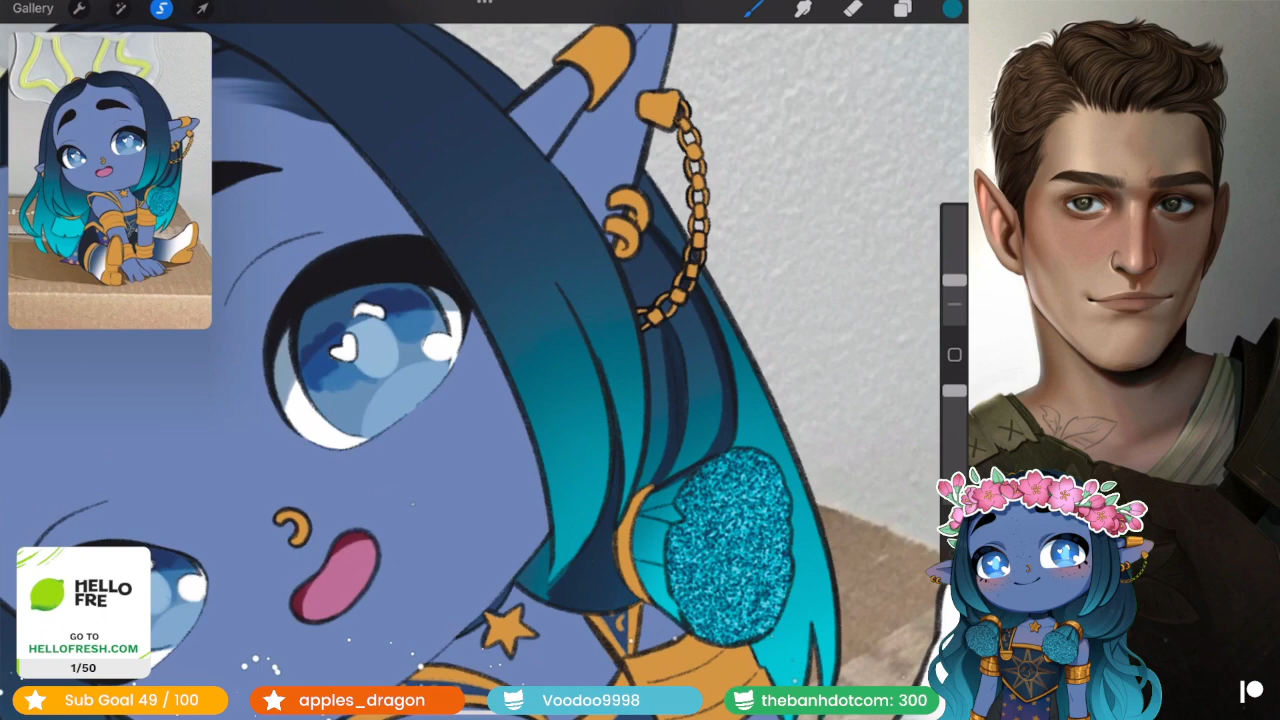 Gallery
HELLO
FRE
GO TO
HELLOFRESH.COM
1/50
Sub Goal 49 / 100
apples_dragon
Voodoo9998
thebanhdotcom: 300